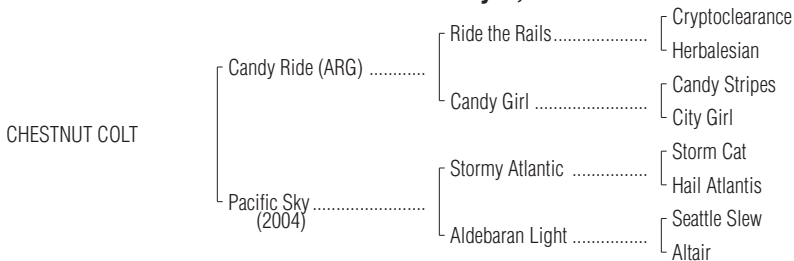 Cryptoclearance
Ride the Rails....................
Herbalesian
Candy Ride (ARG) ............
Candy Stripes
Candy Girl ........................
City Girl
CHESTNUT COLT
Storm Cat
Stormy Atlantic ................
Hail Atlantis
Pacific Sky........................
(2004)
Seattle Slew
Aldebaran Light ................
Altair